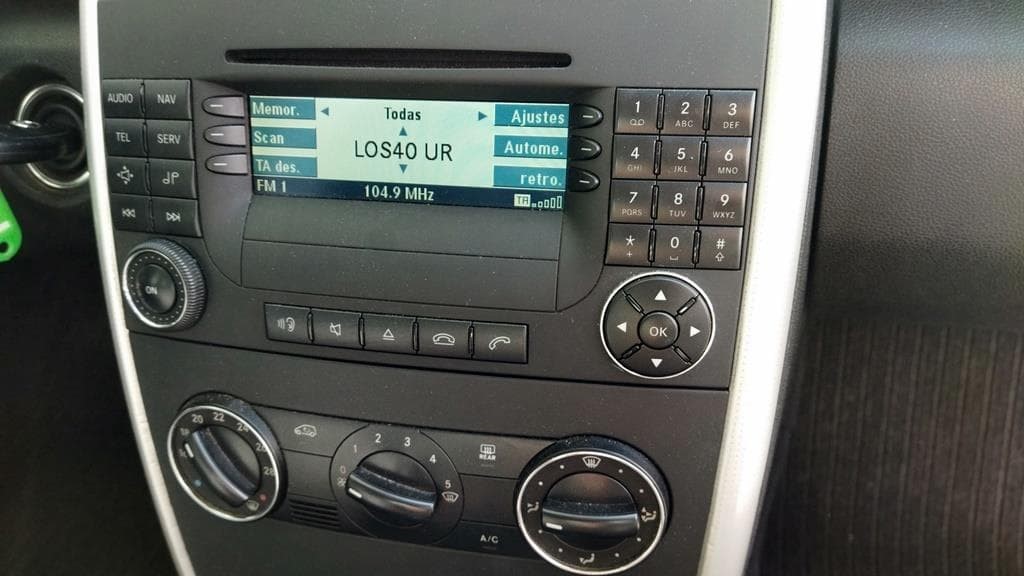 AUDIO NAV
TEL SERV
Memor.
Scan
TA des.
Todas
LOS40 UR
Ajustes
Autome.
retro.
FM 1 104.9 MHz TA
1 2 ABC 3 DEF
4 GHI 5 JKL 6 MNO
7 PQRS 8 TUV 9 WXYZ
* + 0 #
ON
OK
20 22 24 26 28
0 1 2 3 4 5
REAR
A/C